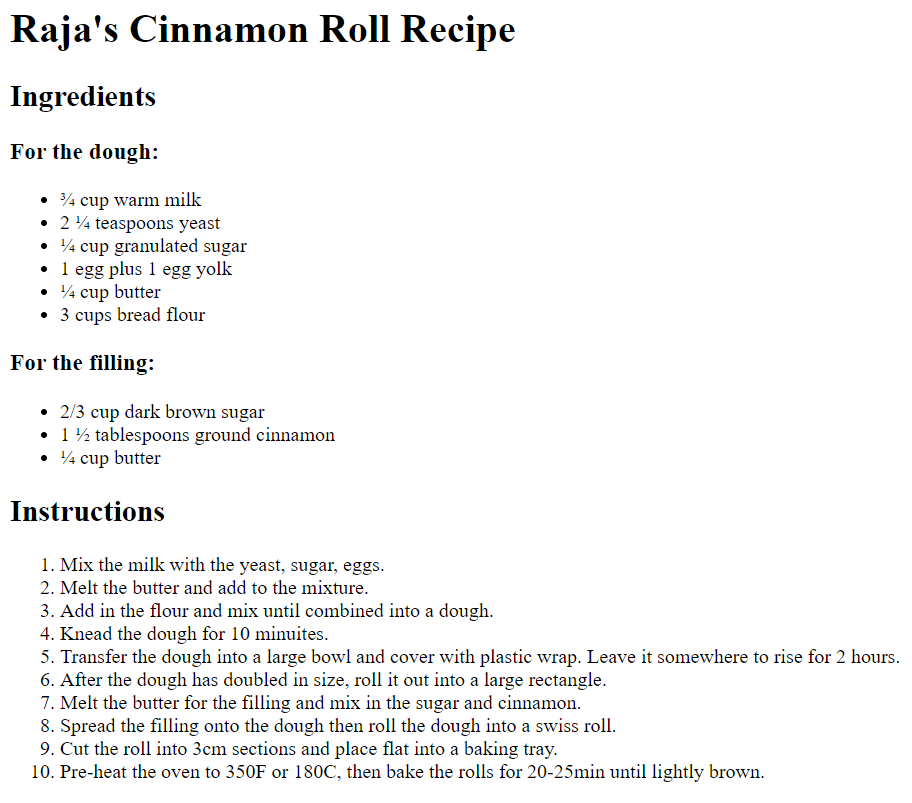 Raja's Cinnamon Roll Recipe
Ingredients
For the dough:
• ¾ cup warm milk
• 2 ¼ teaspoons yeast
• ¼ cup granulated sugar
• 1 egg plus 1 egg yolk
• ¼ cup butter
• 3 cups bread flour
For the filling:
• 2/3 cup dark brown sugar
• 1 ½ tablespoons ground cinnamon
• ¼ cup butter
Instructions
1. Mix the milk with the yeast, sugar, eggs.
2. Melt the butter and add to the mixture.
3. Add in the flour and mix until combined into a dough.
4. Knead the dough for 10 minuites.
5. Transfer the dough into a large bowl and cover with plastic wrap. Leave it somewhere to rise for 2 hours.
6. After the dough has doubled in size, roll it out into a large rectangle.
7. Melt the butter for the filling and mix in the sugar and cinnamon.
8. Spread the filling onto the dough then roll the dough into a swiss roll.
9. Cut the roll into 3cm sections and place flat into a baking tray.
10. Pre-heat the oven to 350F or 180C, then bake the rolls for 20-25min until lightly brown.